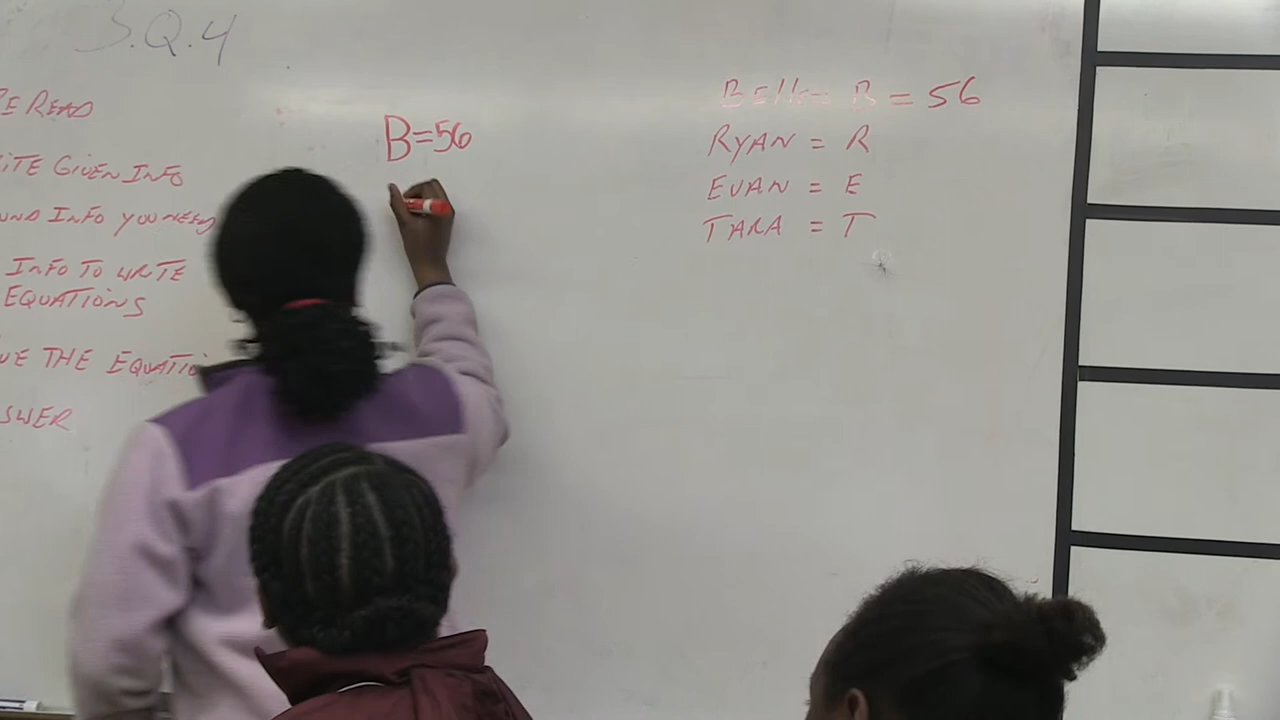 3.Q.4
RE READ
ITE GIVEN INFO
UND INFO YOU NEED
INFO TO WRITE
EQUATIONS
VE THE EQUATIO
SWER
B=56
Bella = B = 56
RYAN = R
EVAN = E
TARA = T